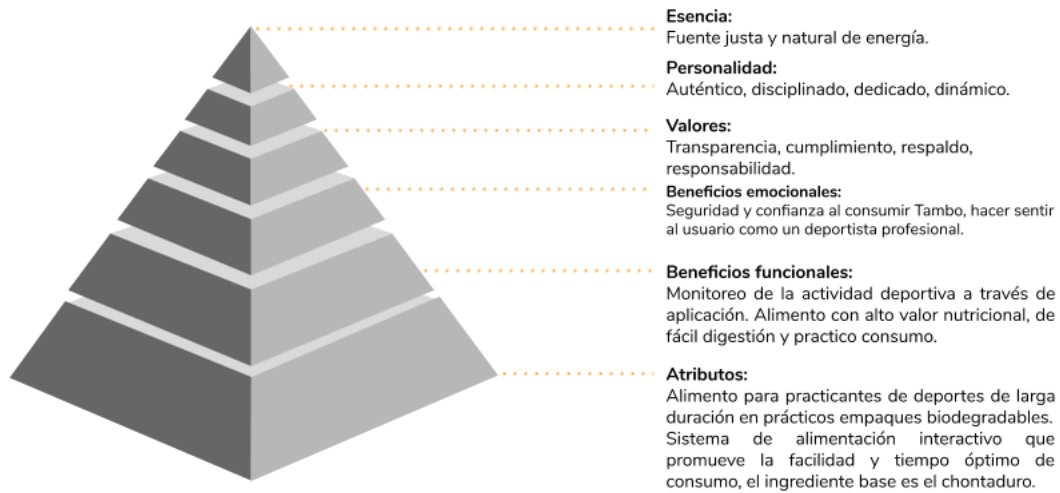 Esencia:
Fuente justa y natural de energía.
Personalidad:
Auténtico, disciplinado, dedicado, dinámico.
Valores:
Transparencia, cumplimiento, respaldo,
responsabilidad.
Beneficios emocionales:
Seguridad y confianza al consumir Tambo, hacer sentir
al usuario como un deportista profesional.
Beneficios funcionales:
Monitoreo de la actividad deportiva a través de
aplicación. Alimento con alto valor nutricional, de
fácil digestión y practico consumo.
Atributos:
Alimento para practicantes de deportes de larga
duración en prácticos empaques biodegradables.
Sistema de alimentación interactivo que
promueve la facilidad y tiempo óptimo de
consumo, el ingrediente base es el chontaduro.